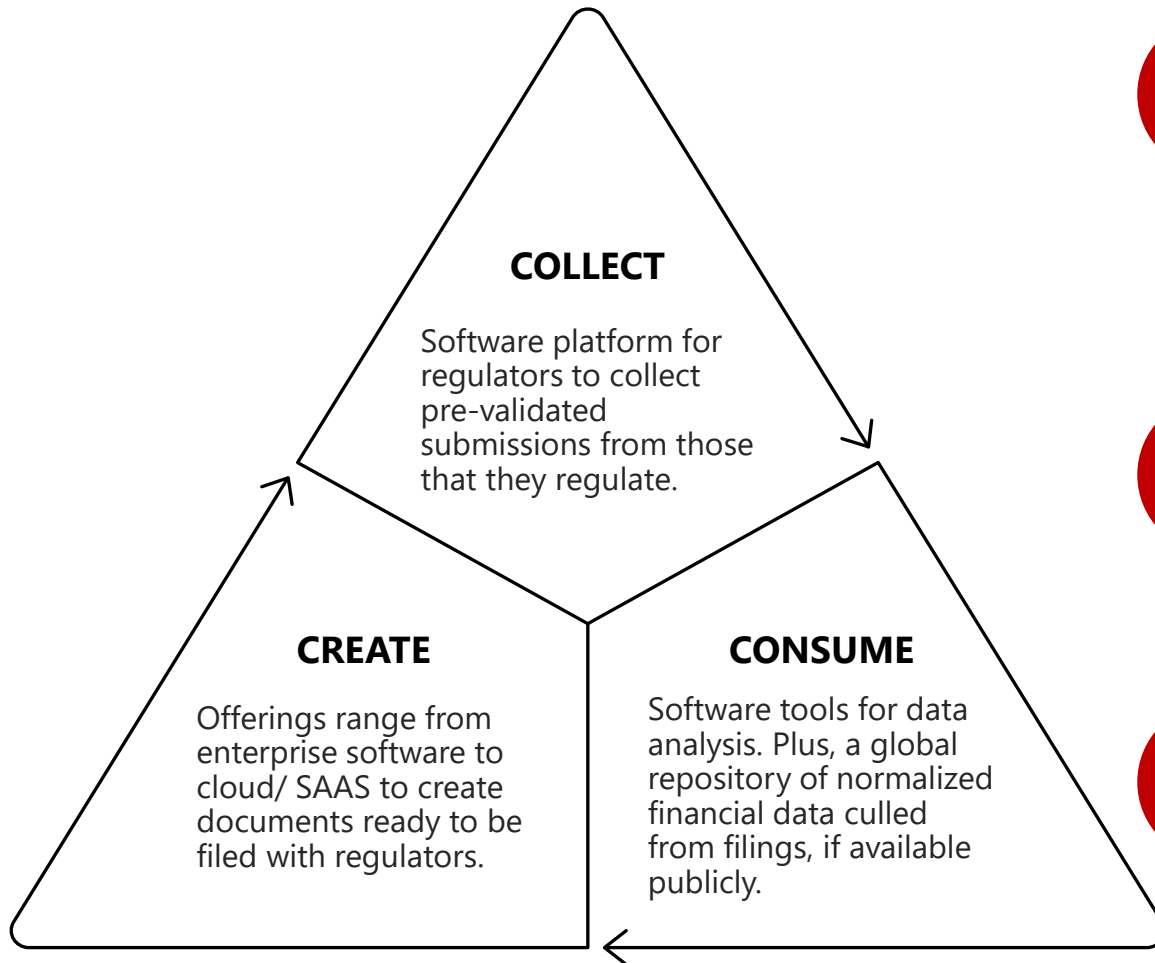 COLLECT
Software platform for
regulators to collect
pre-validated
submissions from those
that they regulate.
CREATE
Offerings range from
enterprise software to
cloud/ SAAS to create
documents ready to be
filed with regulators.
CONSUME
Software tools for data
analysis. Plus, a global
repository of normalized
financial data culled
from filings, if available
publicly.